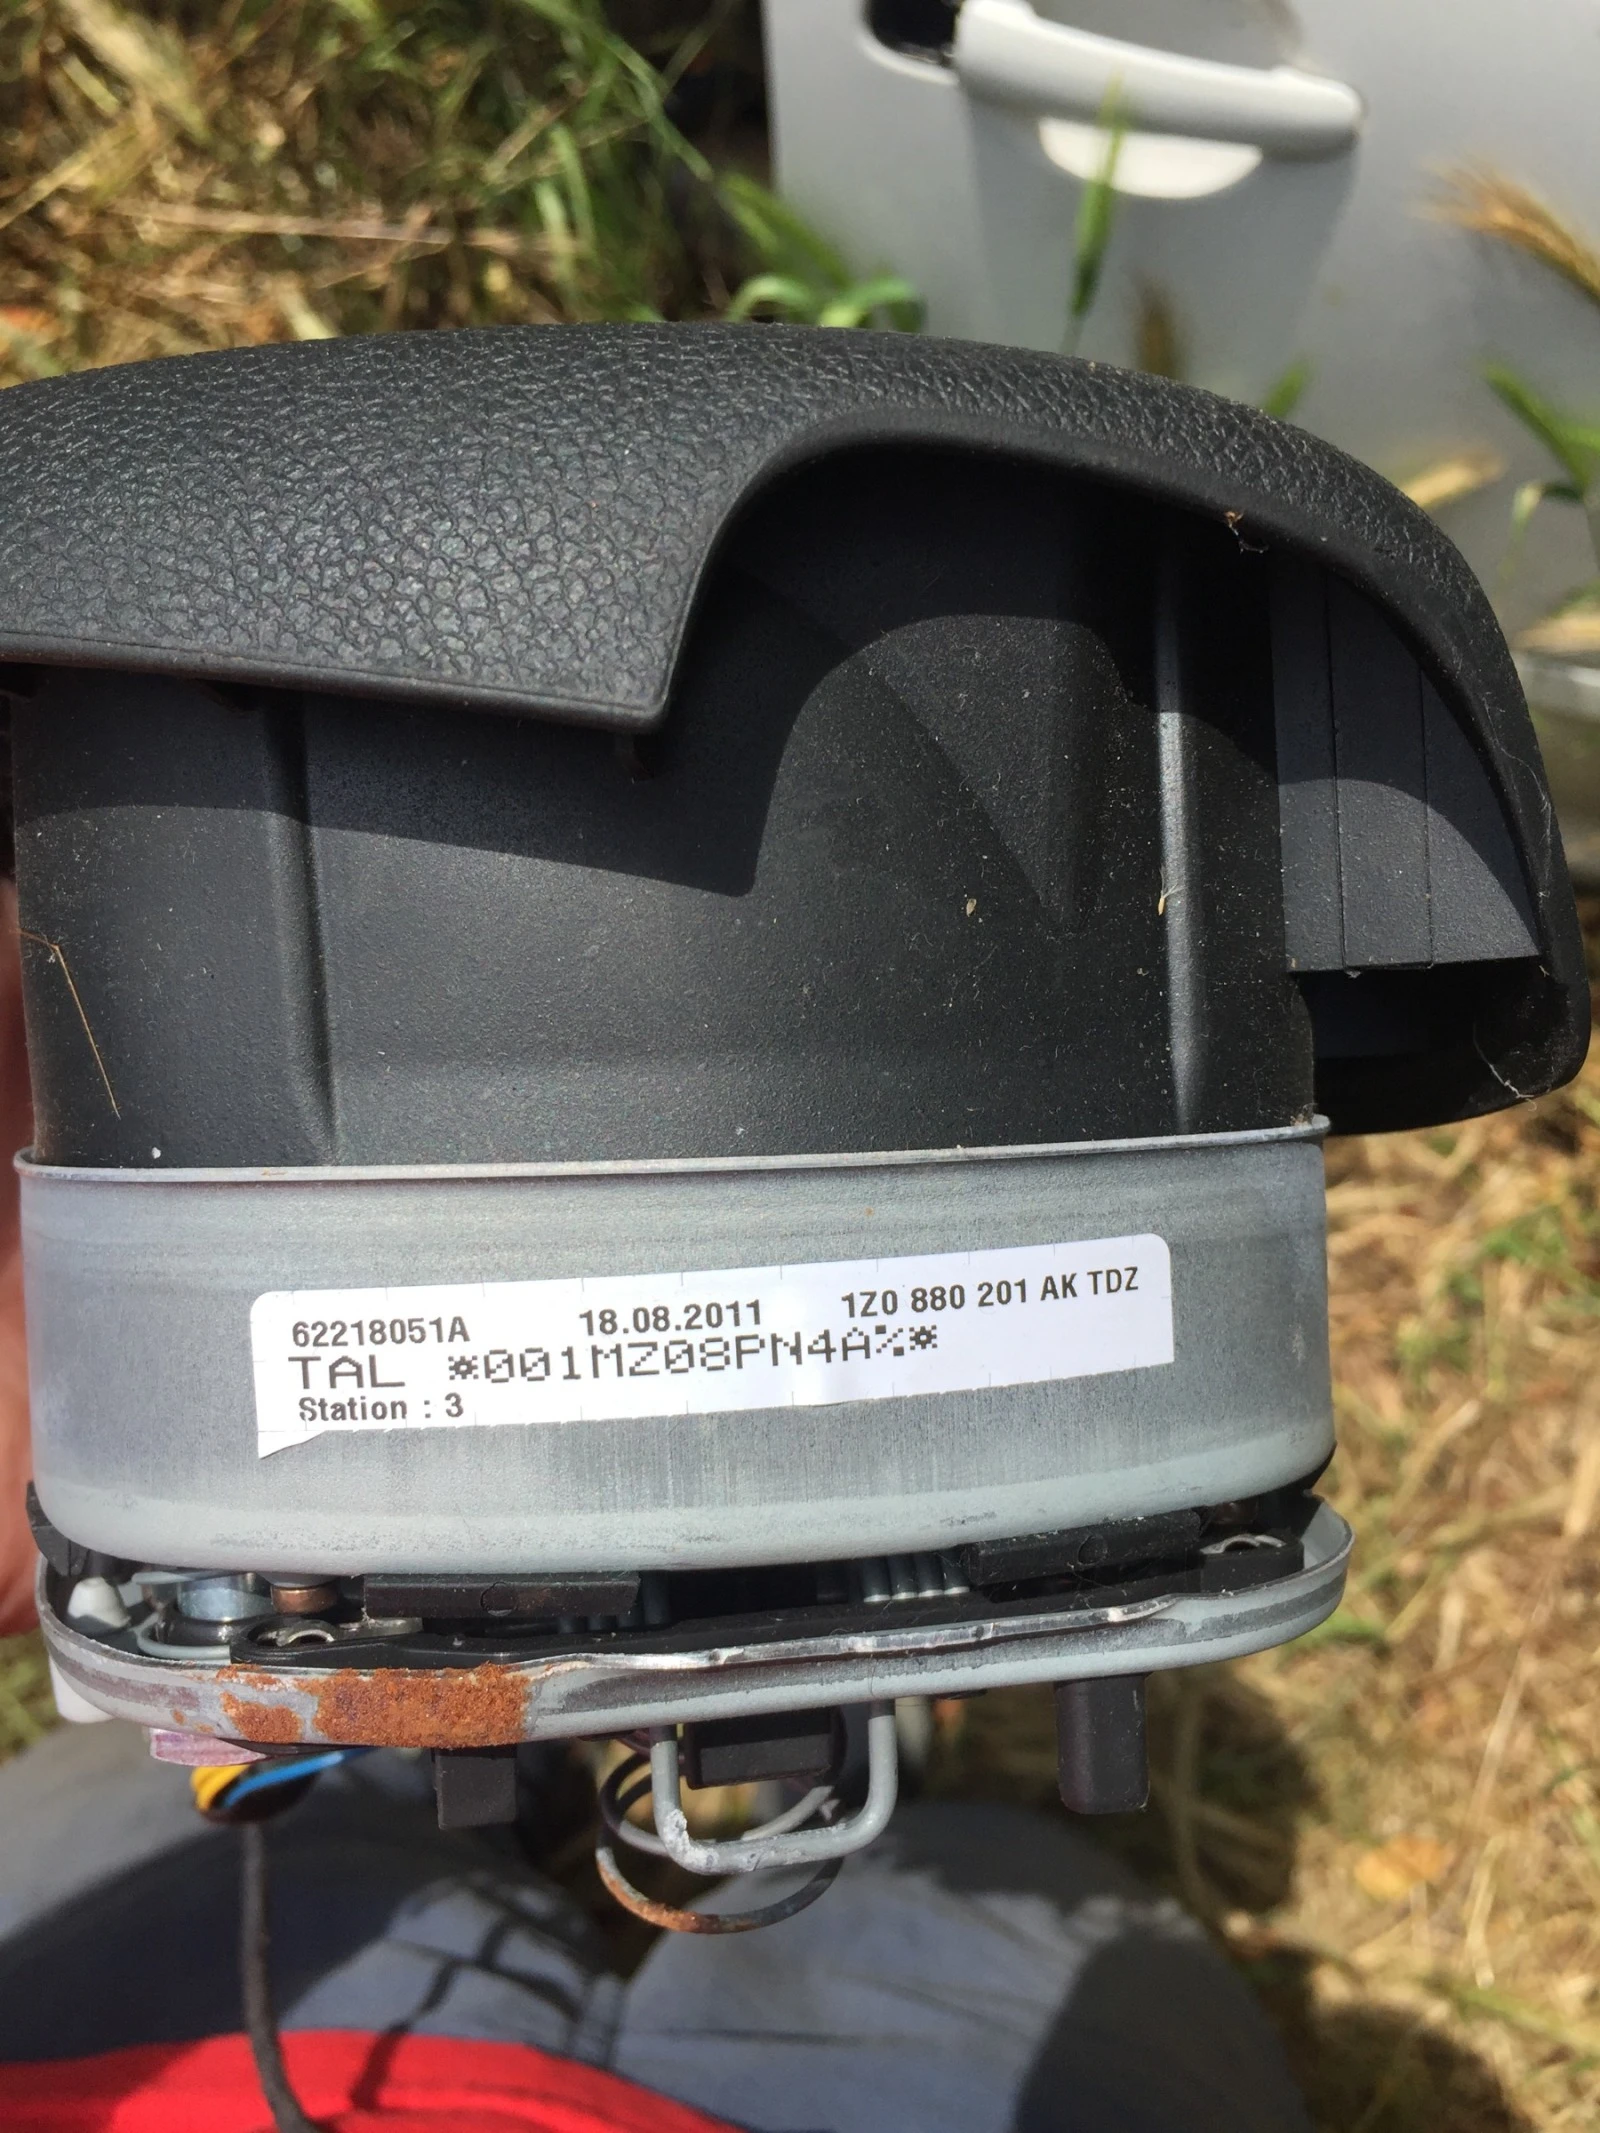 62218051A 18.08.2011 1Z0 880 201 AK TDZ
TAL *001MZ08PN4A%*
Station : 3